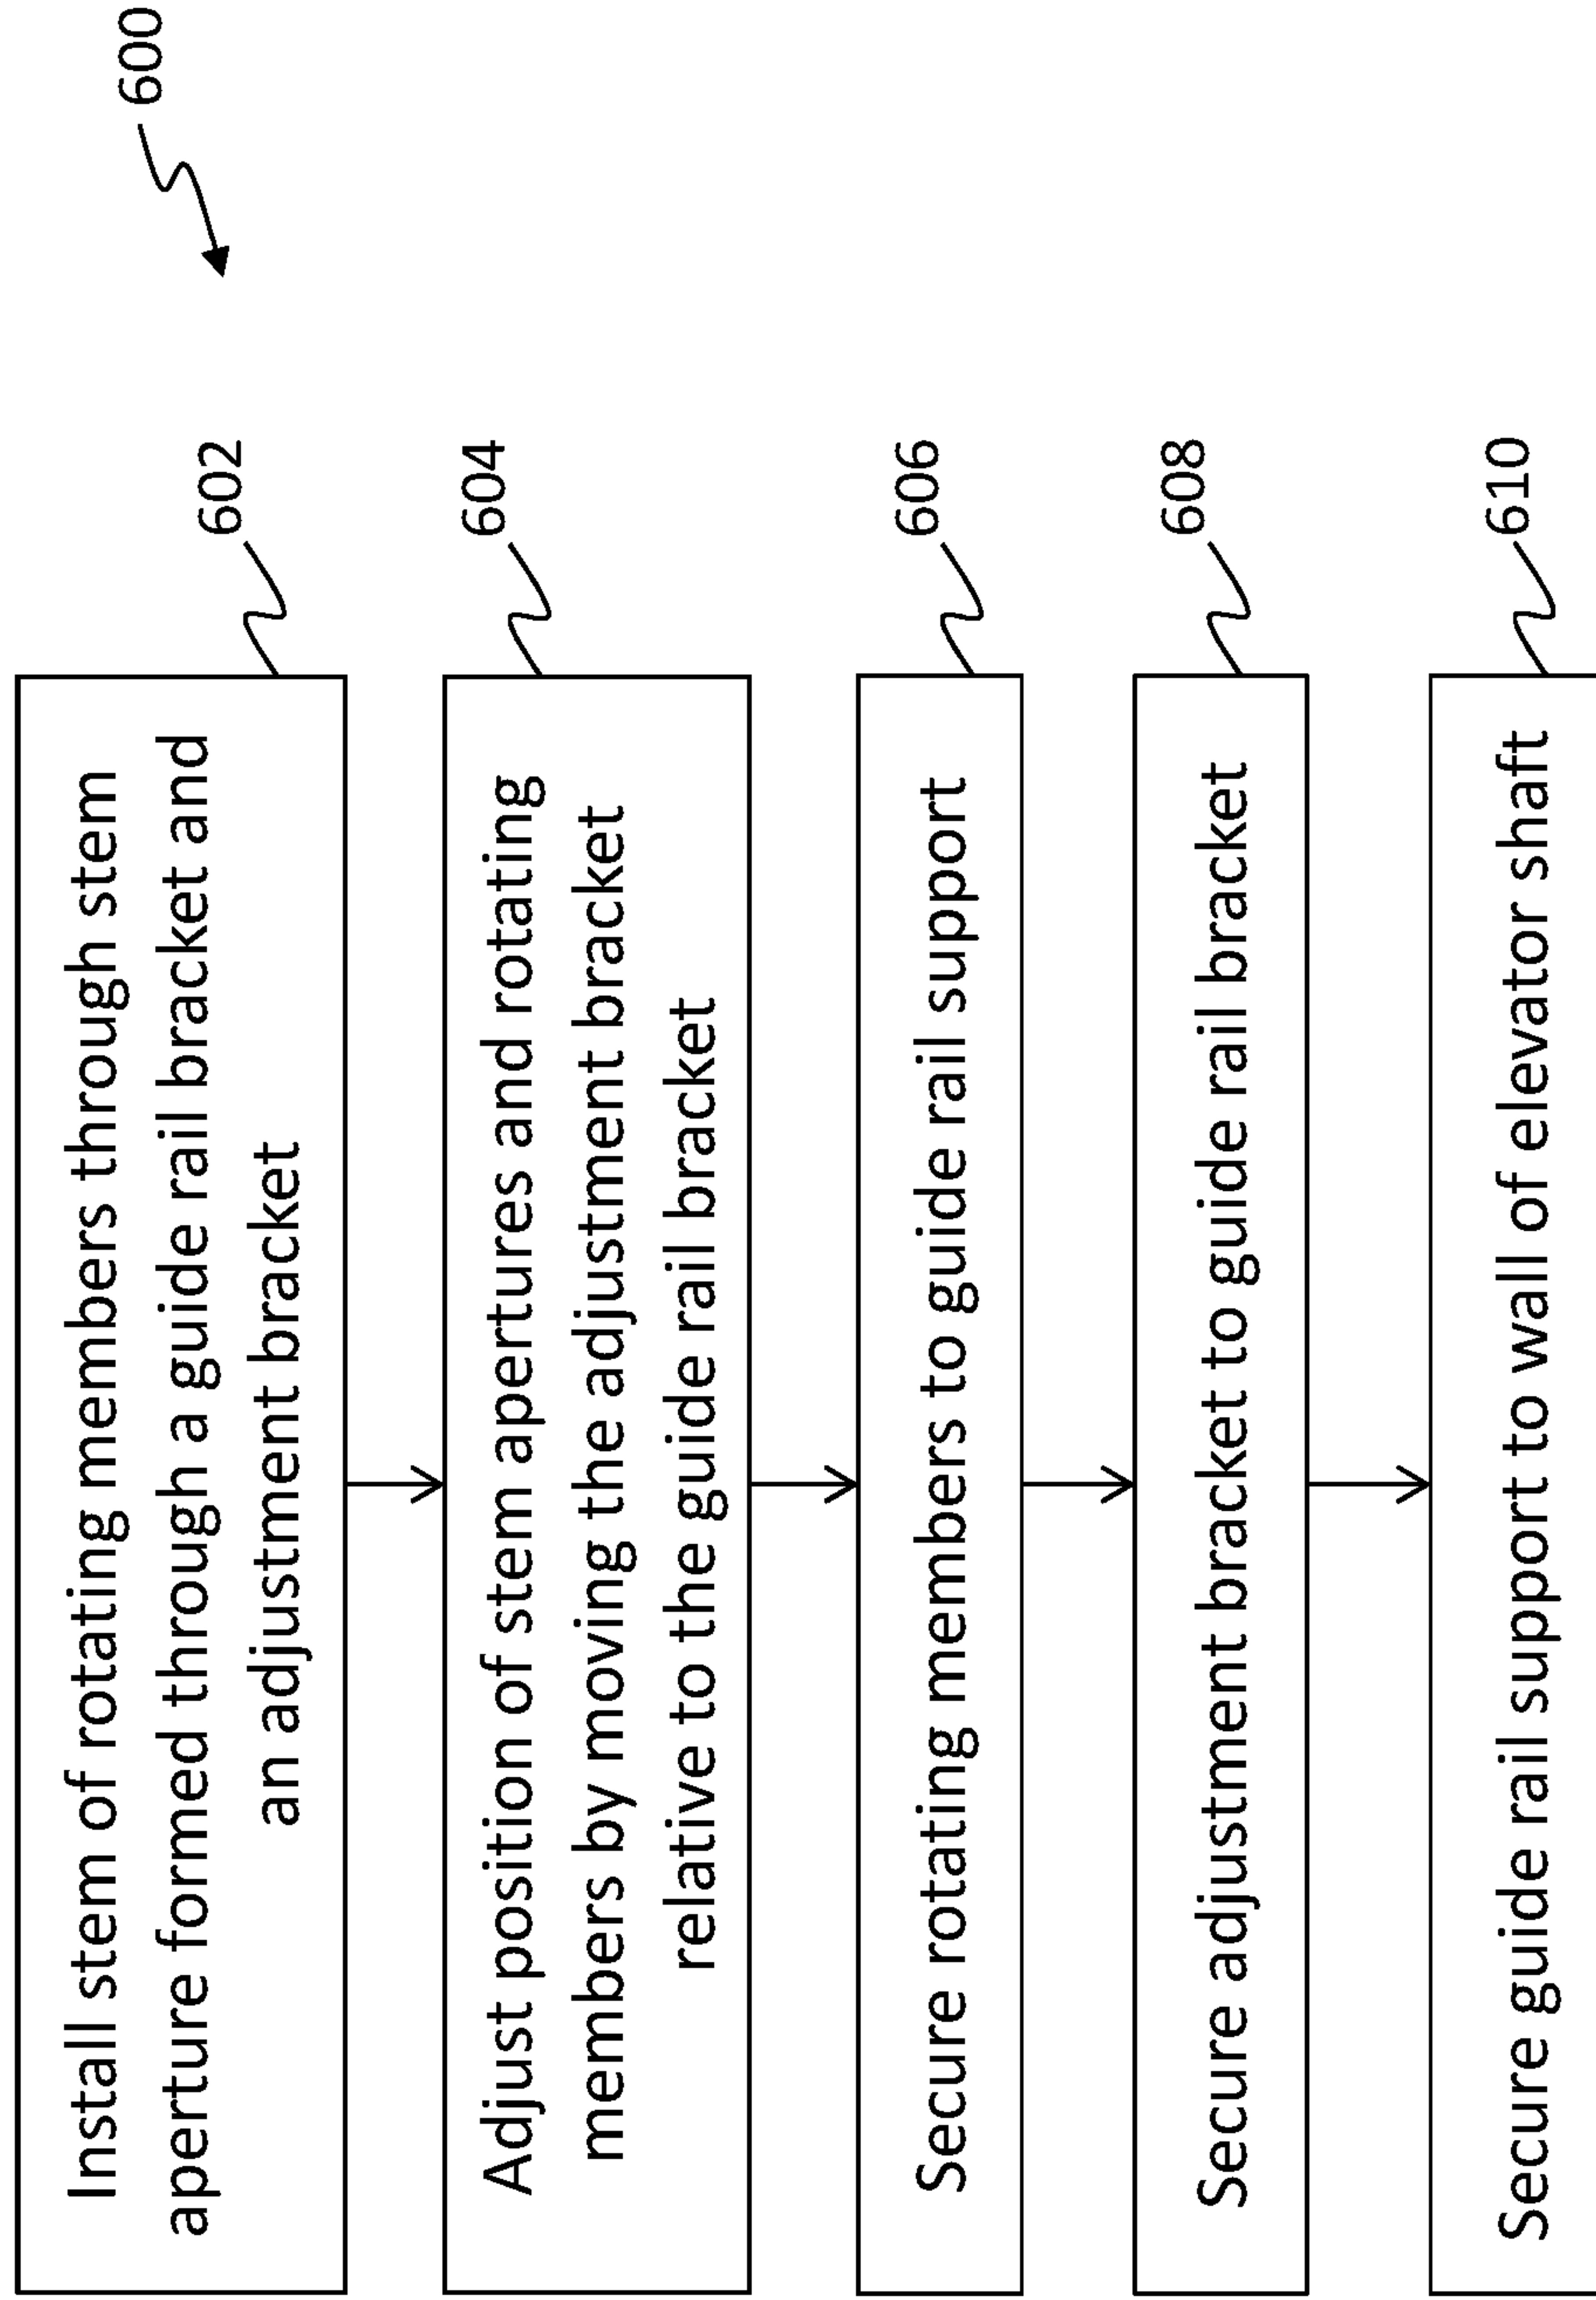 600
Install stem of rotating members through stem
aperture formed through a guide rail bracket and
an adjustment bracket
602
Adjust position of stem apertures and rotating
members by moving the adjustment bracket
relative to the guide rail bracket
604
Secure rotating members to guide rail support
606
Secure adjustment bracket to guide rail bracket
608
Secure guide rail support to wall of elevator shaft
610